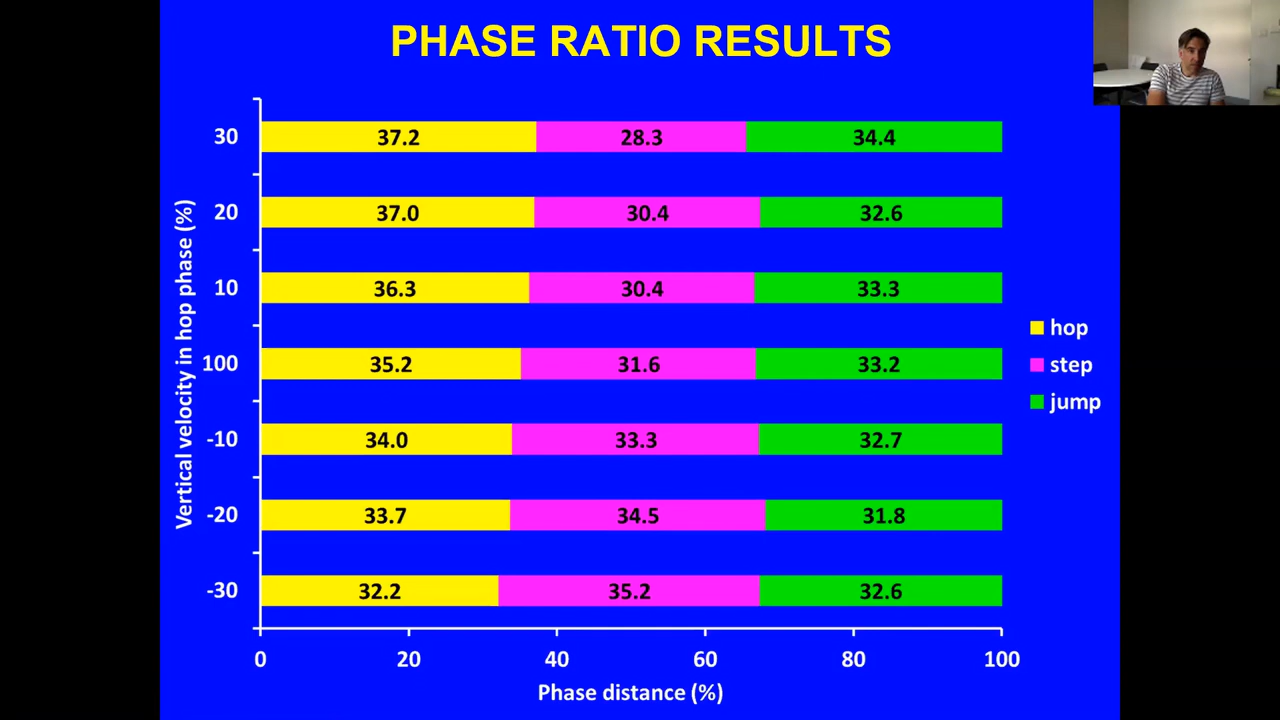 PHASE RATIO RESULTS
Vertical velocity in hop phase (%)
30 37.2 28.3 34.4
20 37.0 30.4 32.6
10 36.3 30.4 33.3
100 35.2 31.6 33.2
-10 34.0 33.3 32.7
-20 33.7 34.5 31.8
-30 32.2 35.2 32.6
0 20 40 60 80 100
Phase distance (%)
hop
step
jump